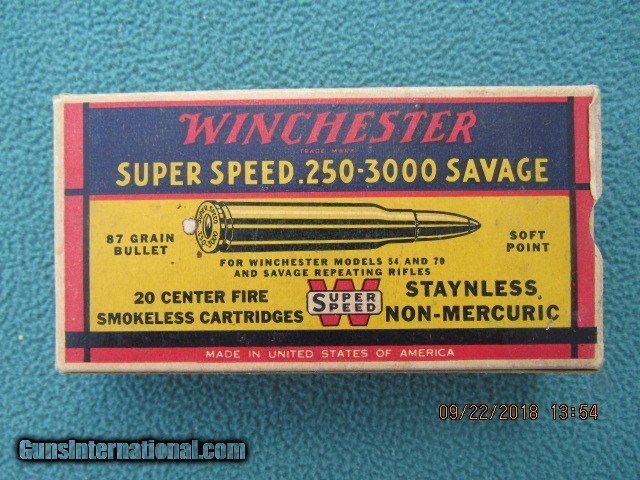 WINCHESTER
TRADE MARK
SUPER SPEED .250-3000 SAVAGE
87 GRAIN
BULLET
SOFT
POINT
FOR WINCHESTER MODELS 54 AND 70
AND SAVAGE REPEATING RIFLES
20 CENTER FIRE
SMOKELESS CARTRIDGES
SUPER
SPEED
W
STAYNLESS
NON-MERCURIC
MADE IN UNITED STATES OF AMERICA
09/22/2018 13:54
GunsInternational.com